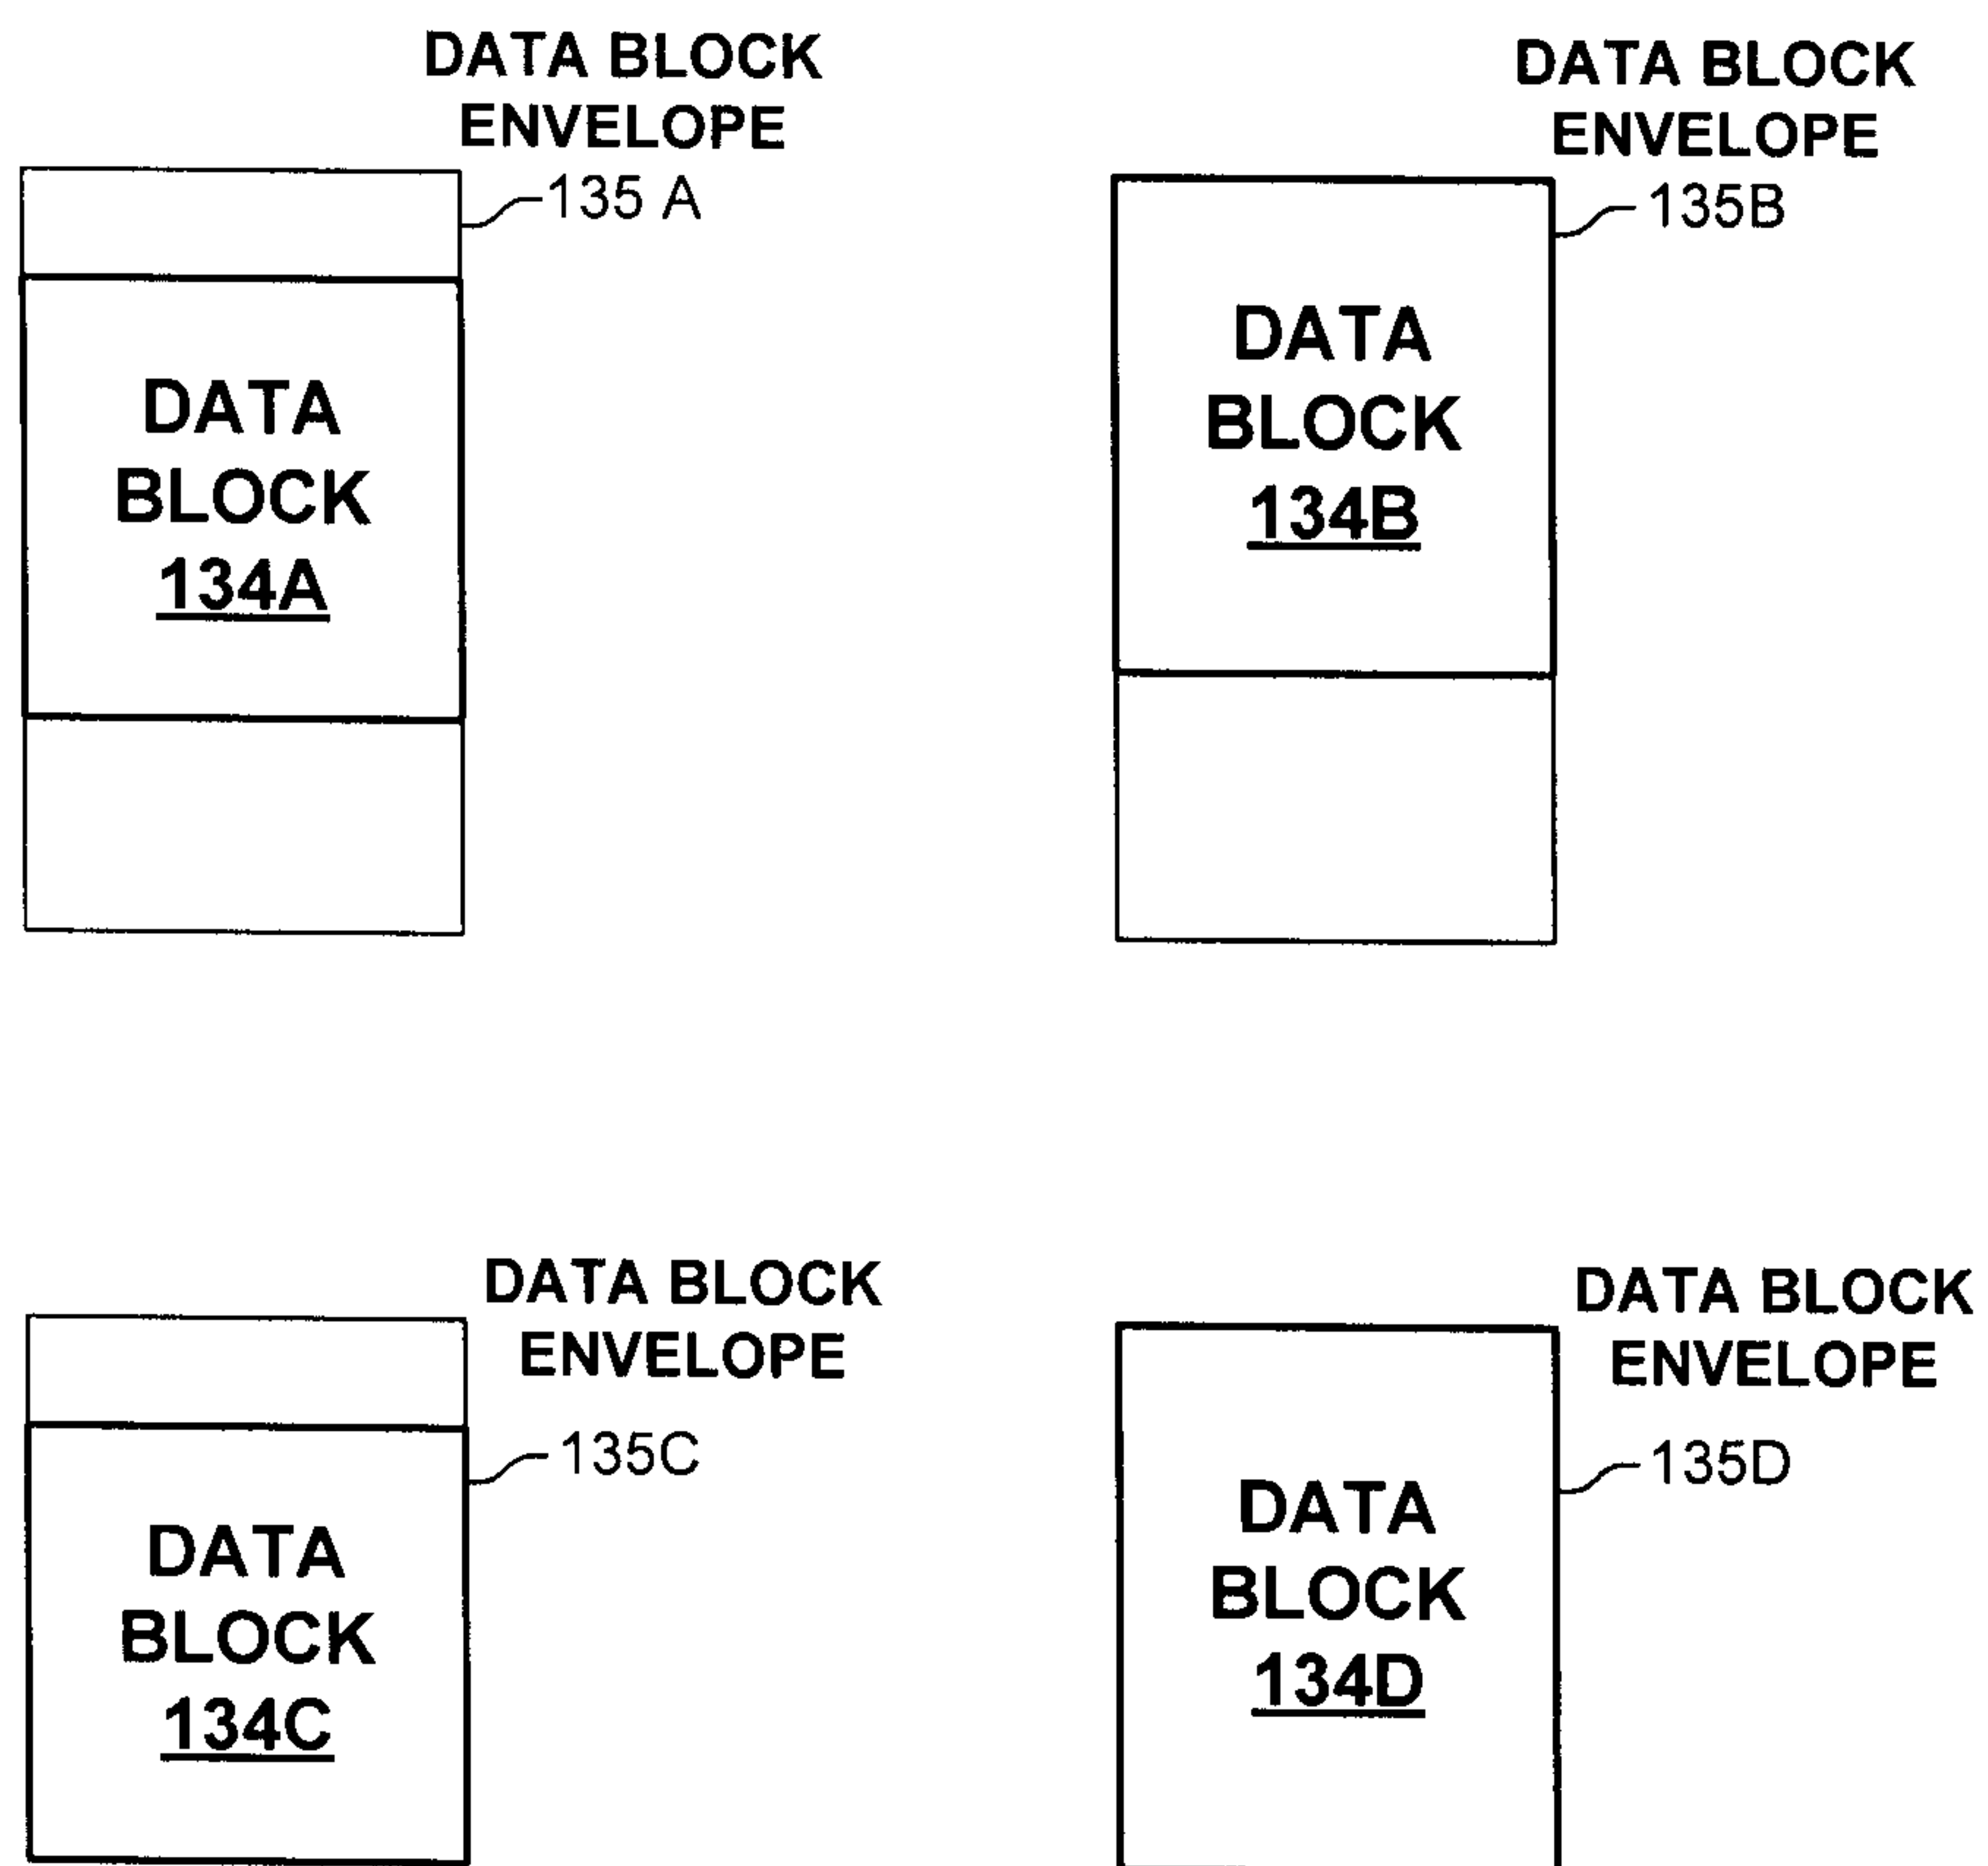 DATA BLOCK
ENVELOPE
135 A
DATA
BLOCK
134A
DATA BLOCK
ENVELOPE
135B
DATA
BLOCK
134B
DATA BLOCK
ENVELOPE
135C
DATA
BLOCK
134C
DATA BLOCK
ENVELOPE
135D
DATA
BLOCK
134D